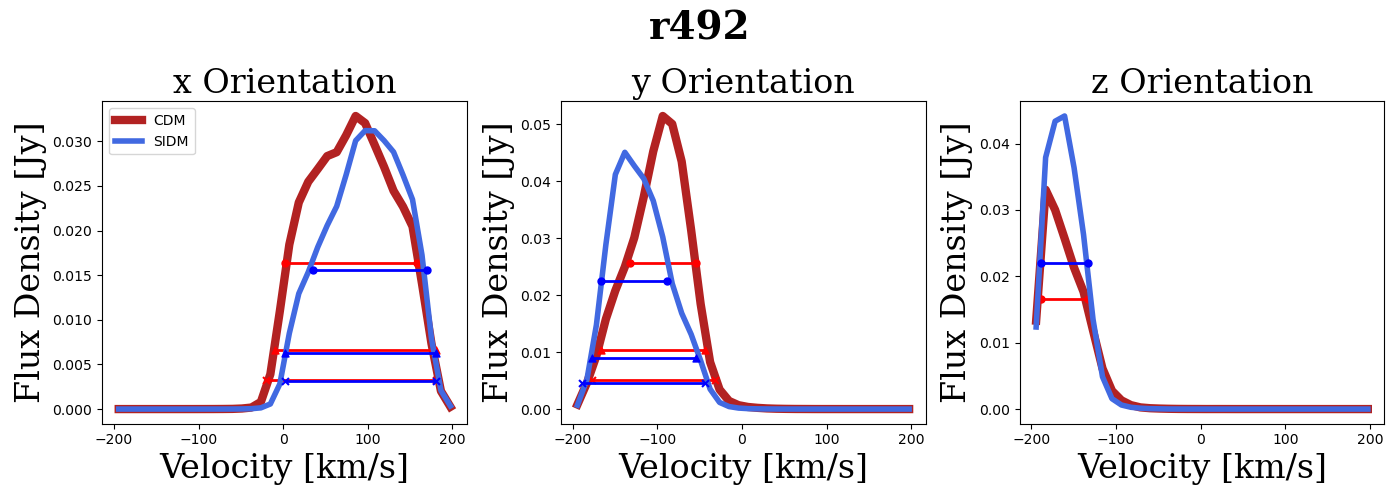 r492
x Orientation
y Orientation
z Orientation
CDM
SIDM
Flux Density [Jy]
0.030
0.025
0.020
0.015
0.010
0.005
0.000
−200
−100
0
100
200
Velocity [km/s]
Flux Density [Jy]
0.05
0.04
0.03
0.02
0.01
0.00
−200
−100
0
100
200
Velocity [km/s]
Flux Density [Jy]
0.04
0.03
0.02
0.01
0.00
−200
−100
0
100
200
Velocity [km/s]